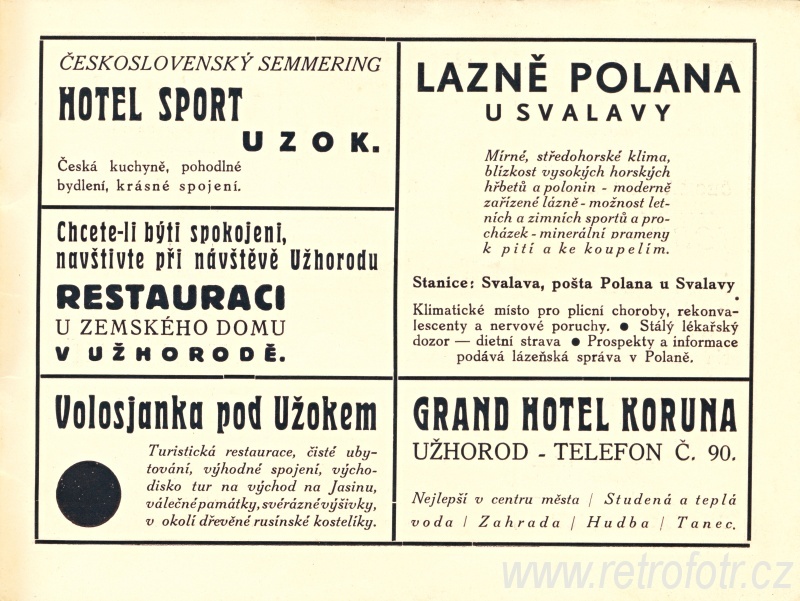 ČESKOSLOVENSKÝ SEMMERING
HOTEL SPORT
UZOK.
Česká kuchyně, pohodlné
bydlení, krásné spojení.
Chcete-li býti spokojeni,
navštivte při návštěvě Užhorodu
RESTAURACI
U ZEMSKÉHO DOMU
V UŽHORODĚ.
Volosjanka pod Užokem
Turistická restaurace, čisté uby-
tování, výhodné spojení, výcho-
disko tur na východ na Jasinu,
válečné památky, svérázné výšivky,
v okolí dřevěné rusínské kostelíky.
LAZNĚ POLANA
U SVALAVY
Mírné, středohorské klima,
blízkost vysokých horských
hřbetů a polonin - moderně
zařízené lázně - možnost let-
ních a zimních sportů a pro-
cházek - minerální prameny
k pití a ke koupelím.
Stanice: Svalava, pošta Polana u Svalavy
Klimatické místo pro plicní choroby, rekonva-
lescenty a nervové poruchy. ● Stálý lékařský
dozor — dietní strava ● Prospekty a informace
podává lázeňská správa v Polaně.
GRAND HOTEL KORUNA
UŽHOROD - TELEFON Č. 90.
Nejlepší v centru města / Studená a teplá
voda / Zahrada / Hudba / Tanec.
www.retrofotr.cz